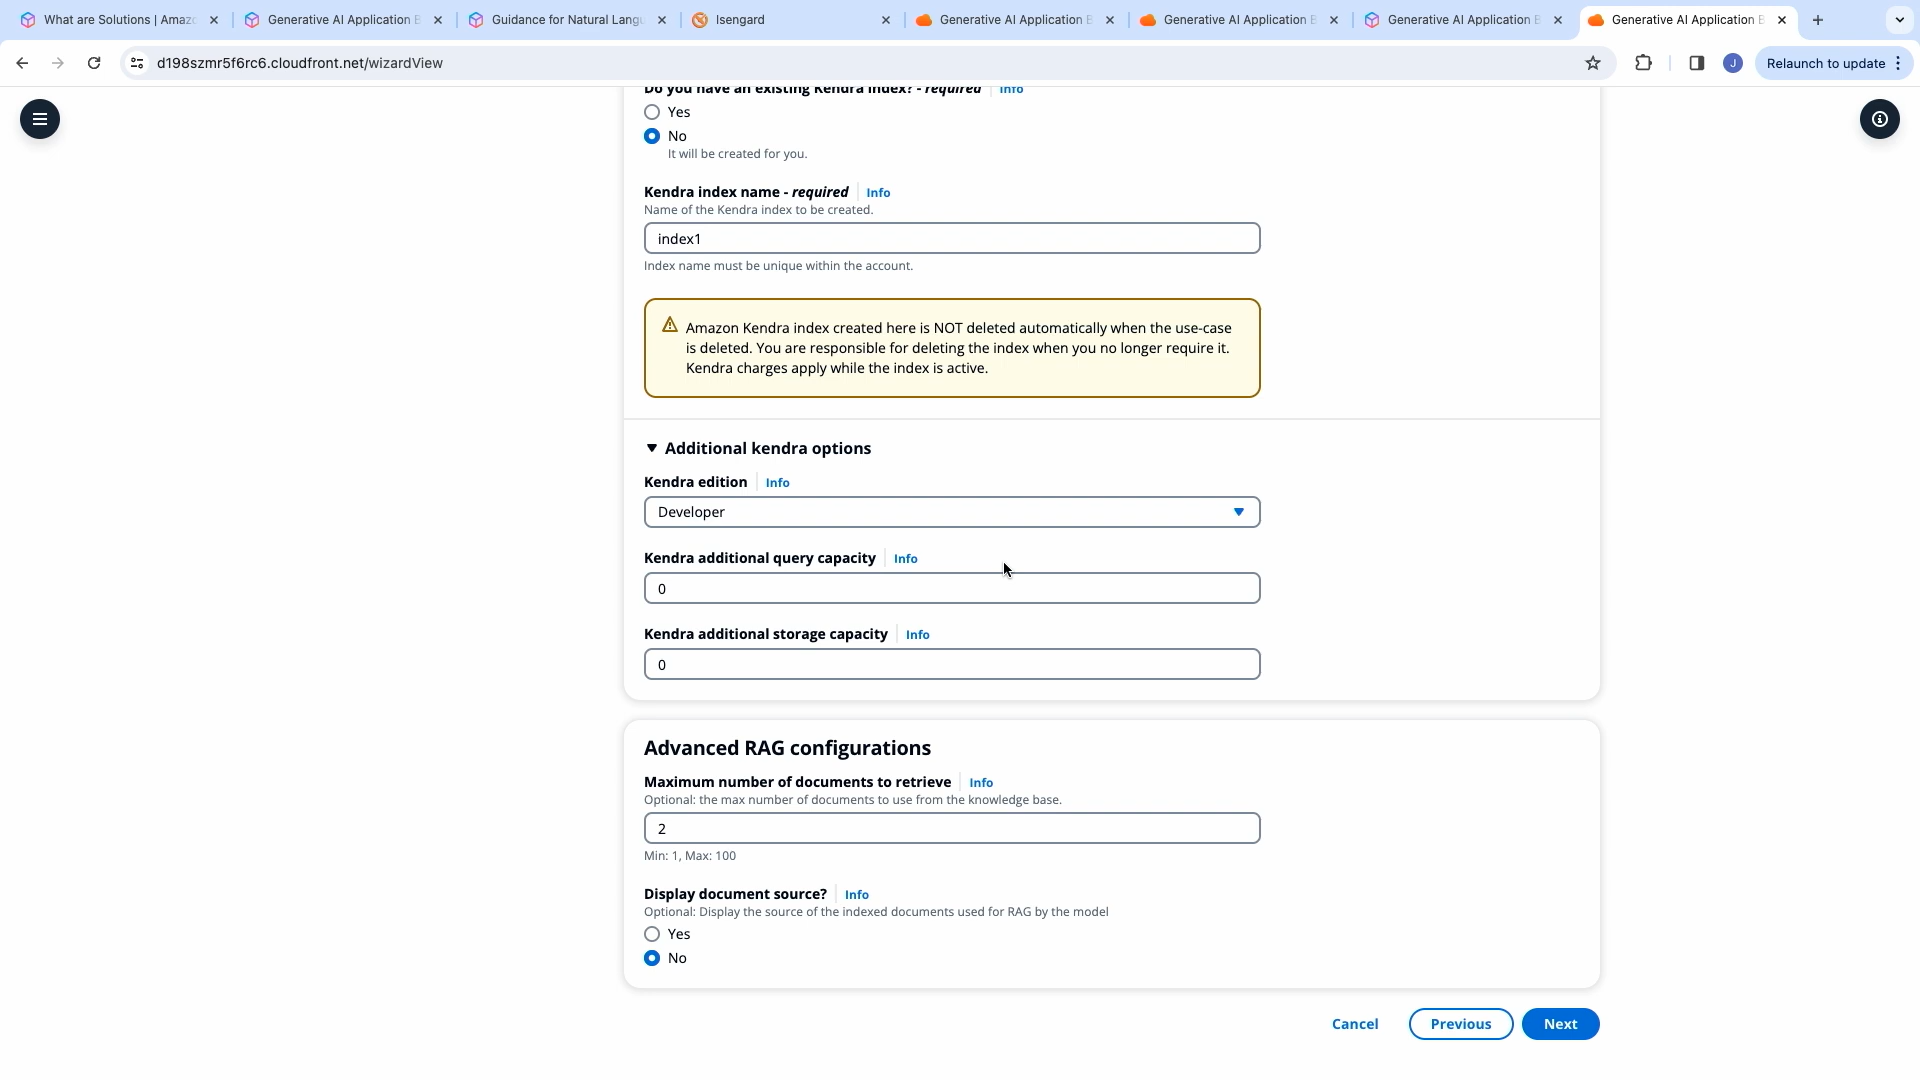 What are Solutions | Amaz
Generative AI Application B
Guidance for Natural Langu
Isengard
Generative AI Application B
Generative AI Application B
Generative AI Application B
Generative AI Application B
d198szmr5f6rc6.cloudfront.net/wizardView
J
Relaunch to update
Do you have an existing Kendra index? - required Info
Yes
No
It will be created for you.
Kendra index name - required Info
Name of the Kendra index to be created.
index1
Index name must be unique within the account.
Amazon Kendra index created here is NOT deleted automatically when the use-case
is deleted. You are responsible for deleting the index when you no longer require it.
Kendra charges apply while the index is active.
Additional kendra options
Kendra edition Info
Developer
Kendra additional query capacity Info
0
Kendra additional storage capacity Info
0
Advanced RAG configurations
Maximum number of documents to retrieve Info
Optional: the max number of documents to use from the knowledge base.
2
Min: 1, Max: 100
Display document source? Info
Optional: Display the source of the indexed documents used for RAG by the model
Yes
No
Cancel
Previous
Next